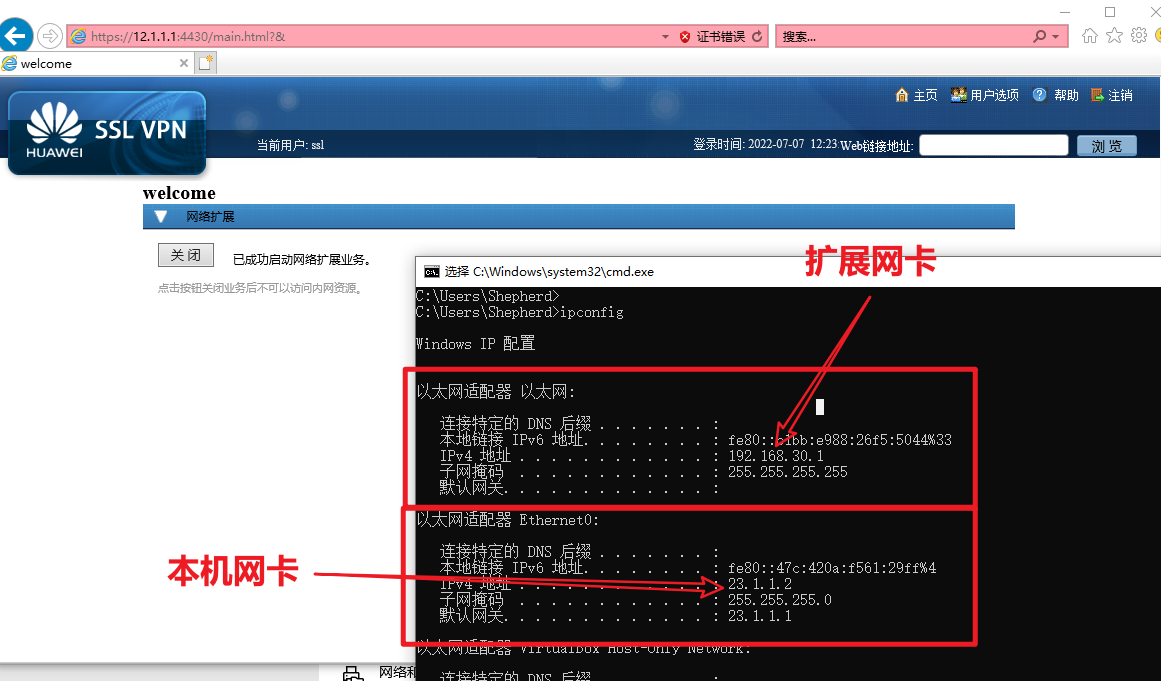 https://12.1.1.1:4430/main.html?&
证书错误
搜索...
welcome
主页 用户选项 帮助 注销
HUAWEI SSL VPN
当前用户: ssl
登录时间: 2022-07-07 12:23
Web链接地址:
浏 览
welcome
网络扩展
关 闭
已成功启动网络扩展业务。
点击按钮关闭业务后不可以访问内网资源。
扩展网卡
选择 C:\Windows\system32\cmd.exe
C:\Users\Shepherd>
C:\Users\Shepherd>ipconfig
Windows IP 配置
以太网适配器 以太网:
连接特定的 DNS 后缀 . . . . . . . :
本地链接 IPv6 地址. . . . . . . . :
IPv4 地址 . . . . . . . . . . . . : 192.168.30.1
子网掩码 . . . . . . . . . . . . : 255.255.255.255
默认网关. . . . . . . . . . . . . :
以太网适配器 Ethernet0:
连接特定的 DNS 后缀 . . . . . . . :
本地链接 IPv6 地址. . . . . . . . : fe80::47c:420a:f561:29ff%4
IPv4 地址 . . . . . . . . . . . . : 23.1.1.2
子网掩码 . . . . . . . . . . . . : 255.255.255.0
默认网关. . . . . . . . . . . . . : 23.1.1.1
本机网卡
以太网适配器 VirtualBox Host-Only Network:
连接特定的 DNS 后缀 . . . . . . . :
网络和